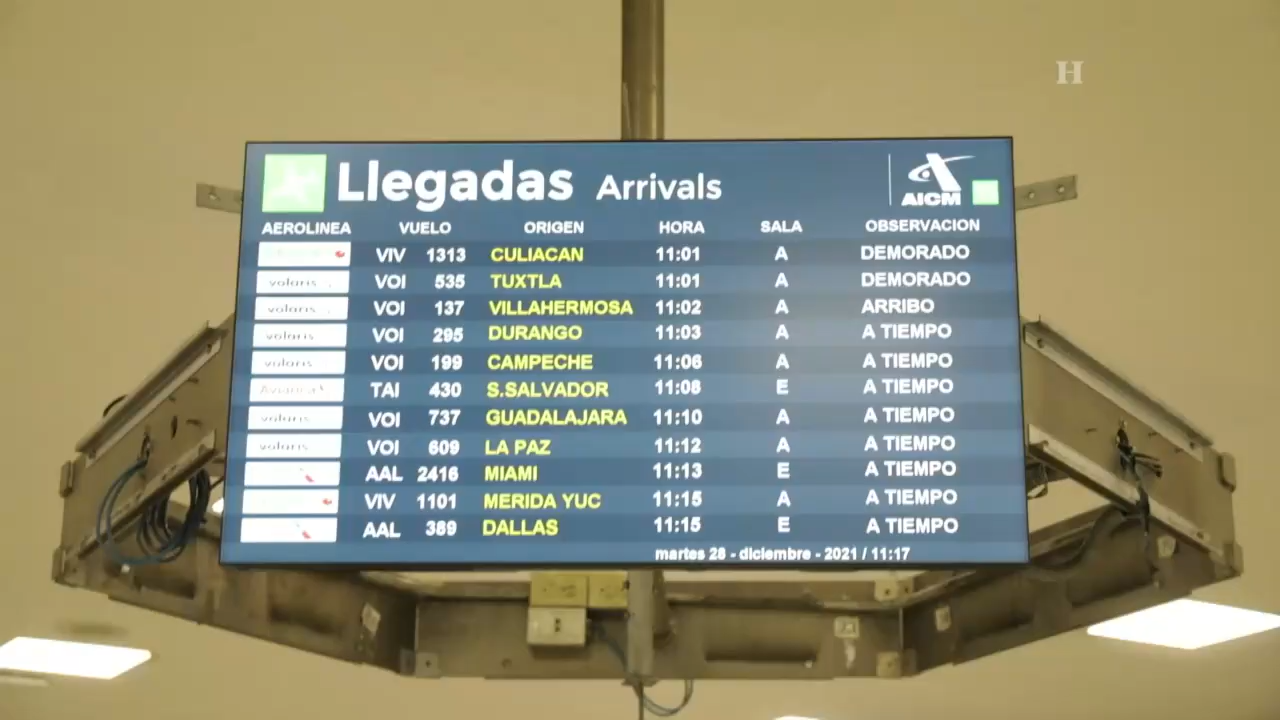 H
Llegadas Arrivals
AICM
AEROLINEA VUELO ORIGEN HORA SALA OBSERVACION
VIV 1313 CULIACAN 11:01 A DEMORADO
volaris VOI 535 TUXTLA 11:01 A DEMORADO
volaris VOI 137 VILLAHERMOSA 11:02 A ARRIBO
volaris VOI 295 DURANGO 11:03 A A TIEMPO
volaris VOI 199 CAMPECHE 11:06 A A TIEMPO
Avianca TAI 430 S.SALVADOR 11:08 E A TIEMPO
volaris VOI 737 GUADALAJARA 11:10 A A TIEMPO
volaris VOI 609 LA PAZ 11:12 A A TIEMPO
AAL 2416 MIAMI 11:13 E A TIEMPO
VIV 1101 MERIDA YUC 11:15 A A TIEMPO
AAL 389 DALLAS 11:15 E A TIEMPO
martes 28 - diciembre - 2021 / 11:17